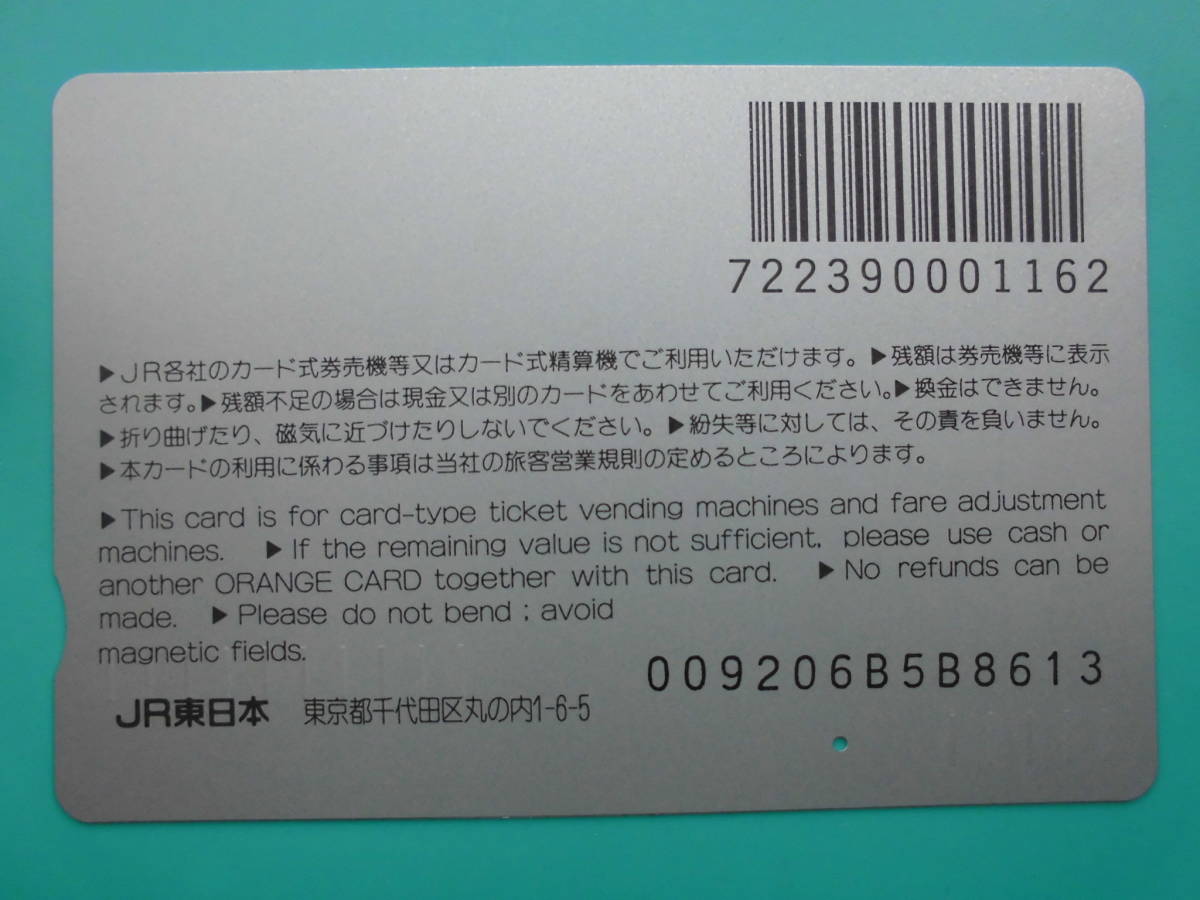 722390001162
▶JR各社のカード式券売機等又はカード式精算機でご利用いただけます。▶残額は券売機等に表示
されます。▶残額不足の場合は現金又は別のカードをあわせてご利用ください。▶換金はできません。
▶折り曲げたり、磁気に近づけたりしないでください。▶紛失等に対しては、その責を負いません。
▶本カードの利用に係わる事項は当社の旅客営業規則の定めるところによります。
▶This card is for card-type ticket vending machines and fare adjustment
machines. ▶If the remaining value is not sufficient, please use cash or
another ORANGE CARD together with this card. ▶No refunds can be
made. ▶Please do not bend ; avoid
magnetic fields.
009206B5B8613
JR東日本 東京都千代田区丸の内1-6-5